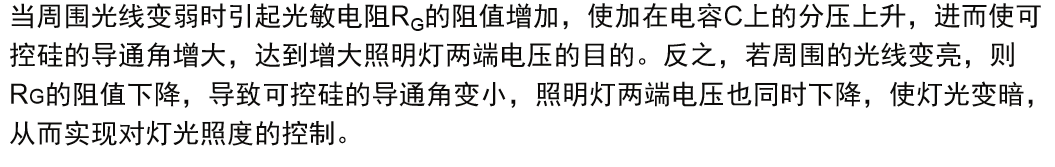 当周围光线变弱时引起光敏电阻RG的阻值增加，使加在电容C上的分压上升，进而使可
控硅的导通角增大，达到增大照明灯两端电压的目的。反之，若周围的光线变亮，则
RG的阻值下降，导致可控硅的导通角变小，照明灯两端电压也同时下降，使灯光变暗，
从而实现对灯光照度的控制。